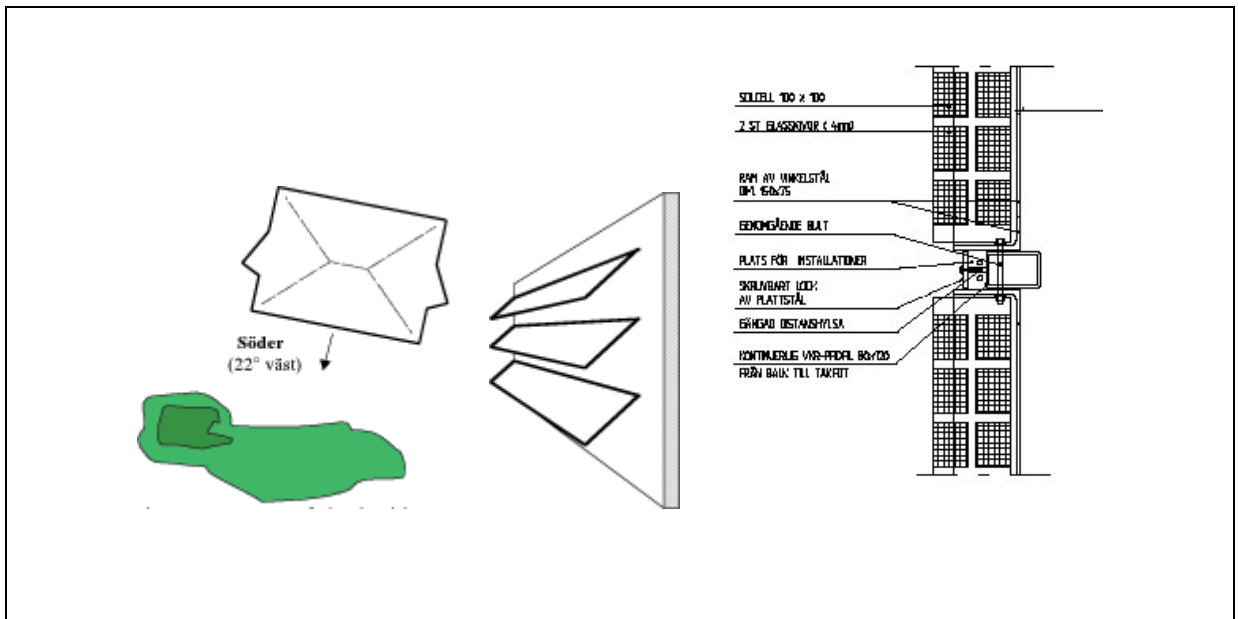 Söder
(22° väst)
SOLCELL 100 x 100
2 ST GLASSKIVOR ( 4mm)
RAM AV VINKELSTÅL
DIM. 150x75
GENOMGÅENDE BULT
PLATS FÖR INSTALLATIONER
SKRUVBART LOCK
AV PLATTSTÅL
GÄNGAD DISTANSHYLSA
KONTINUERLIG VKR-PROFIL 80x120
FRÅN BALK TILL TAKFOT